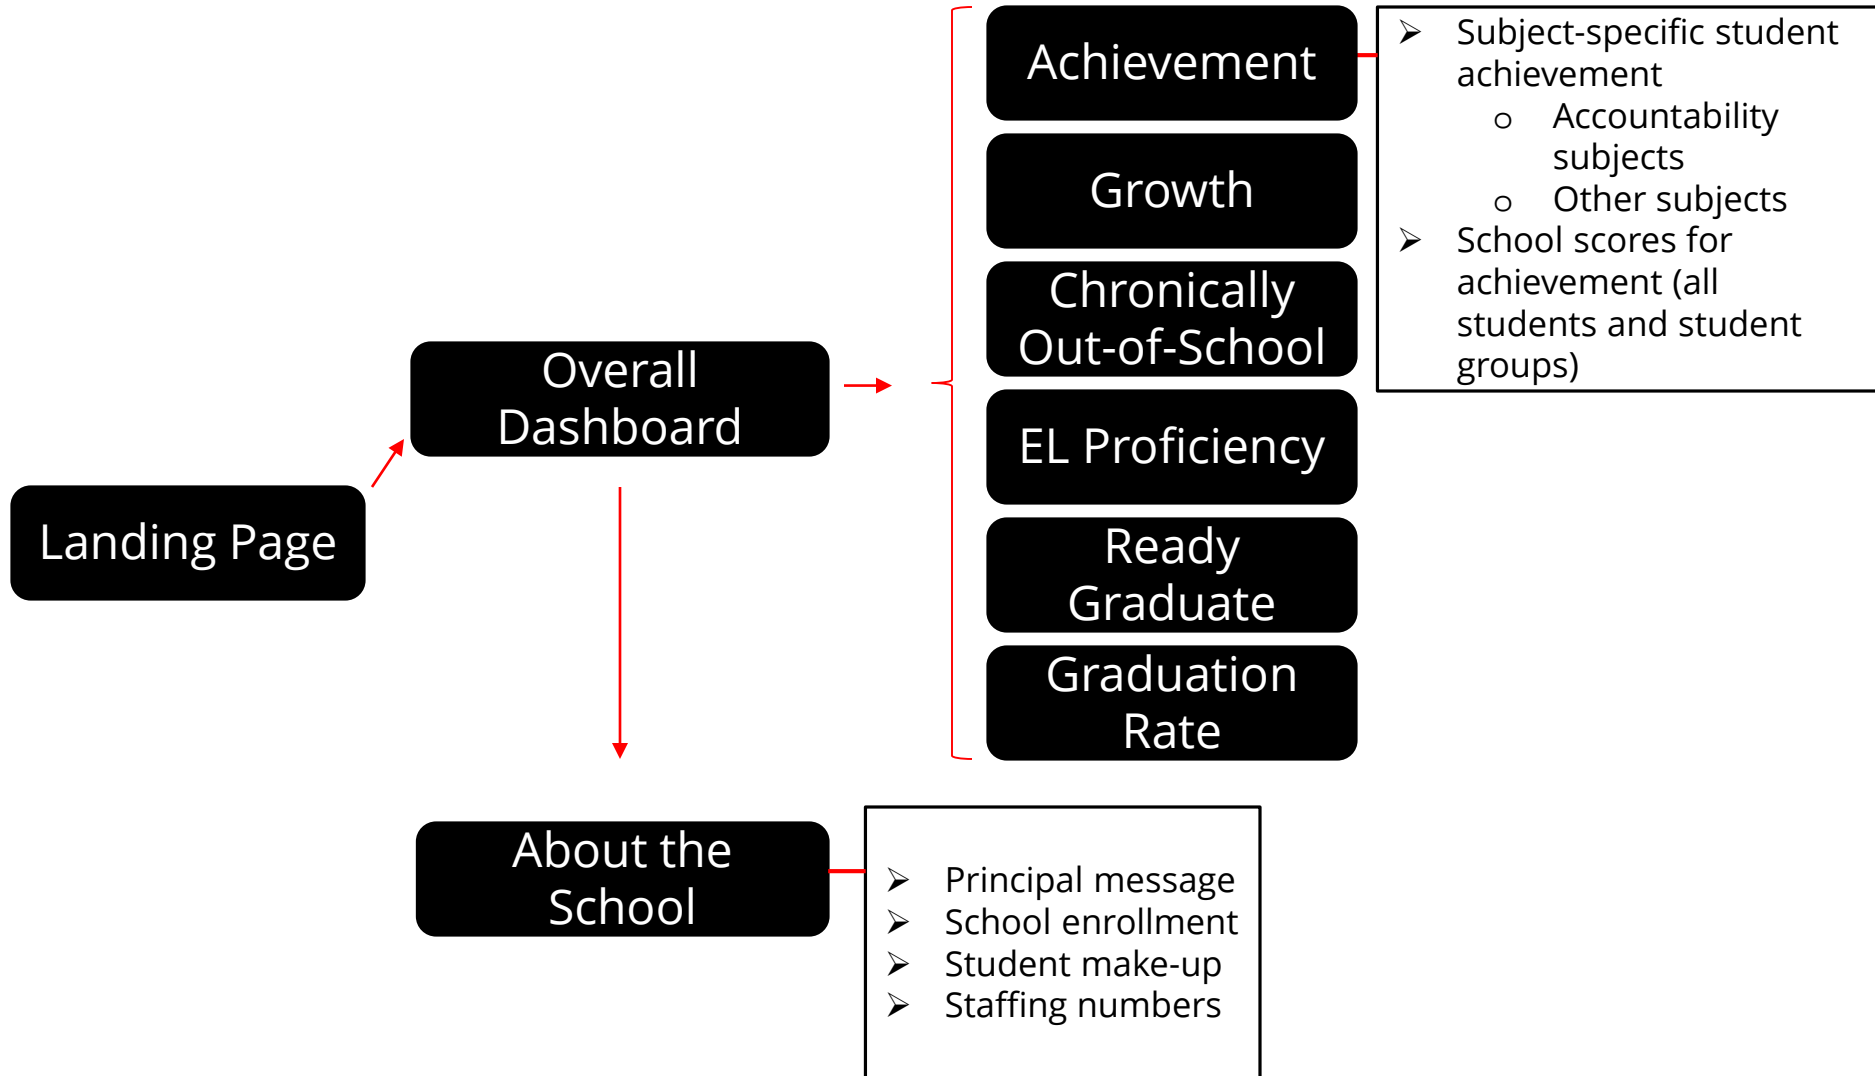 Landing Page
Overall
Dashboard
Achievement
Growth
Chronically
Out-of-School
EL Proficiency
Ready
Graduate
Graduation
Rate
➢ Subject-specific student
achievement
o Accountability
subjects
o Other subjects
➢ School scores for
achievement (all
students and student
groups)
About the
School
➢ Principal message
➢ School enrollment
➢ Student make-up
➢ Staffing numbers